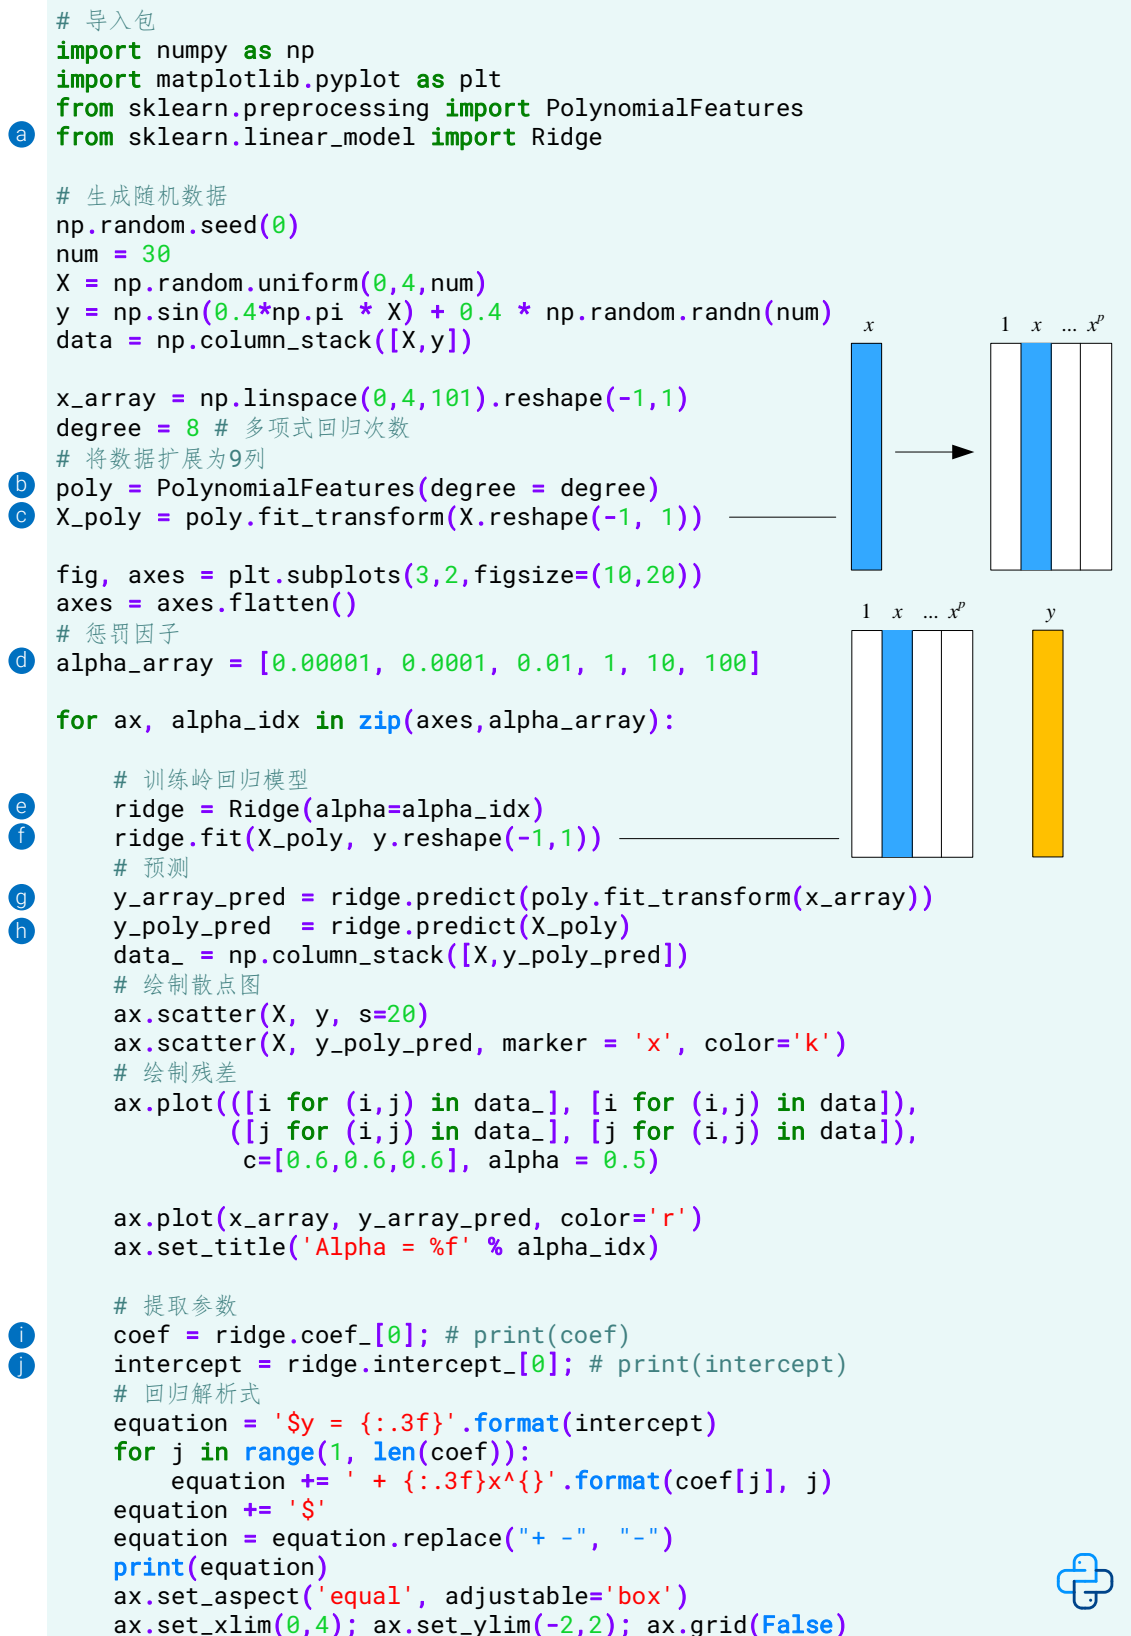 # 导入包
import numpy as np
import matplotlib.pyplot as plt
from sklearn.preprocessing import PolynomialFeatures
a from sklearn.linear_model import Ridge
# 生成随机数据
np.random.seed(0)
num = 30
X = np.random.uniform(0,4,num)
y = np.sin(0.4*np.pi * X) + 0.4 * np.random.randn(num)
data = np.column_stack([X,y])
x 1 x ... x^p
x_array = np.linspace(0,4,101).reshape(-1,1)
degree = 8 # 多项式回归次数
# 将数据扩展为9列
b poly = PolynomialFeatures(degree = degree)
c X_poly = poly.fit_transform(X.reshape(-1, 1))
fig, axes = plt.subplots(3,2,figsize=(10,20))
axes = axes.flatten()
1 x ... x^p y
# 惩罚因子
d alpha_array = [0.00001, 0.0001, 0.01, 1, 10, 100]
for ax, alpha_idx in zip(axes,alpha_array):
# 训练岭回归模型
e ridge = Ridge(alpha=alpha_idx)
f ridge.fit(X_poly, y.reshape(-1,1))
# 预测
g y_array_pred = ridge.predict(poly.fit_transform(x_array))
h y_poly_pred  = ridge.predict(X_poly)
data_ = np.column_stack([X,y_poly_pred])
# 绘制散点图
ax.scatter(X, y, s=20)
ax.scatter(X, y_poly_pred, marker = 'x', color='k')
# 绘制残差
ax.plot(([i for (i,j) in data_], [i for (i,j) in data]),
([j for (i,j) in data_], [j for (i,j) in data]),
c=[0.6,0.6,0.6], alpha = 0.5)
ax.plot(x_array, y_array_pred, color='r')
ax.set_title('Alpha = %f' % alpha_idx)
# 提取参数
i coef = ridge.coef_[0]; # print(coef)
j intercept = ridge.intercept_[0]; # print(intercept)
# 回归解析式
equation = '$y = {:.3f}'.format(intercept)
for j in range(1, len(coef)):
equation += ' + {:.3f}x^{}'.format(coef[j], j)
equation += '$'
equation = equation.replace("+ -", "-")
print(equation)
ax.set_aspect('equal', adjustable='box')
ax.set_xlim(0,4); ax.set_ylim(-2,2); ax.grid(False)